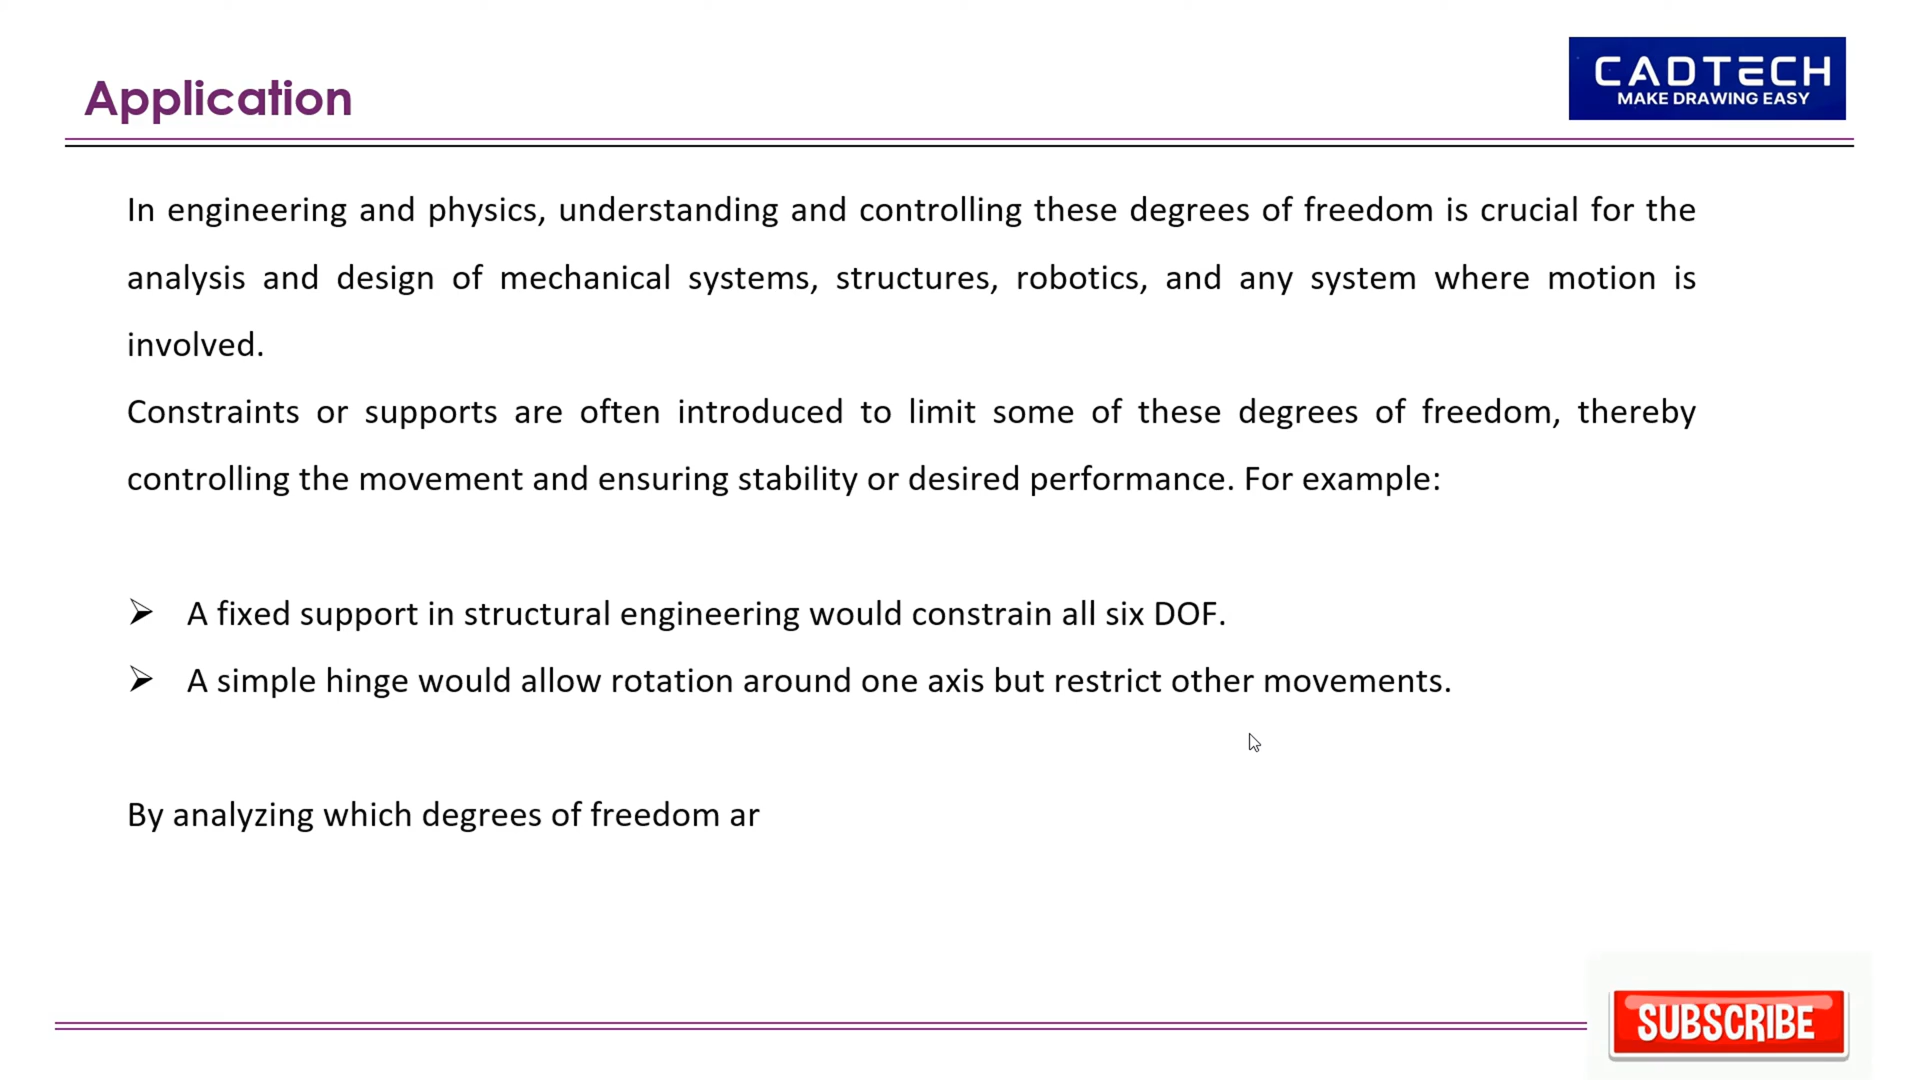 Application
CADTECH
MAKE DRAWING EASY
In engineering and physics, understanding and controlling these degrees of freedom is crucial for the
analysis and design of mechanical systems, structures, robotics, and any system where motion is
involved.
Constraints or supports are often introduced to limit some of these degrees of freedom, thereby
controlling the movement and ensuring stability or desired performance. For example:
➢ A fixed support in structural engineering would constrain all six DOF.
➢ A simple hinge would allow rotation around one axis but restrict other movements.
By analyzing which degrees of freedom ar
SUBSCRIBE